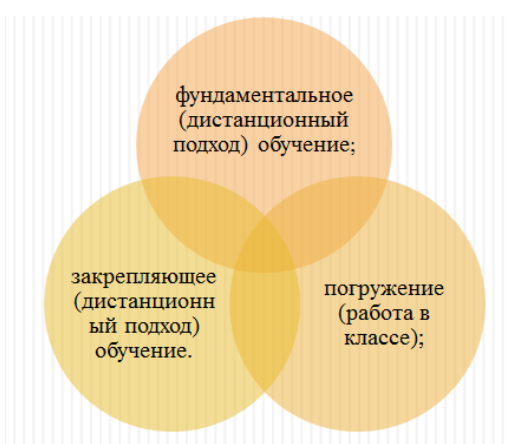 фундаментальное
(дистанционный
подход) обучение;
закрепляющее
(дистанционн
ый подход)
обучение.
погружение
(работа в
классе);